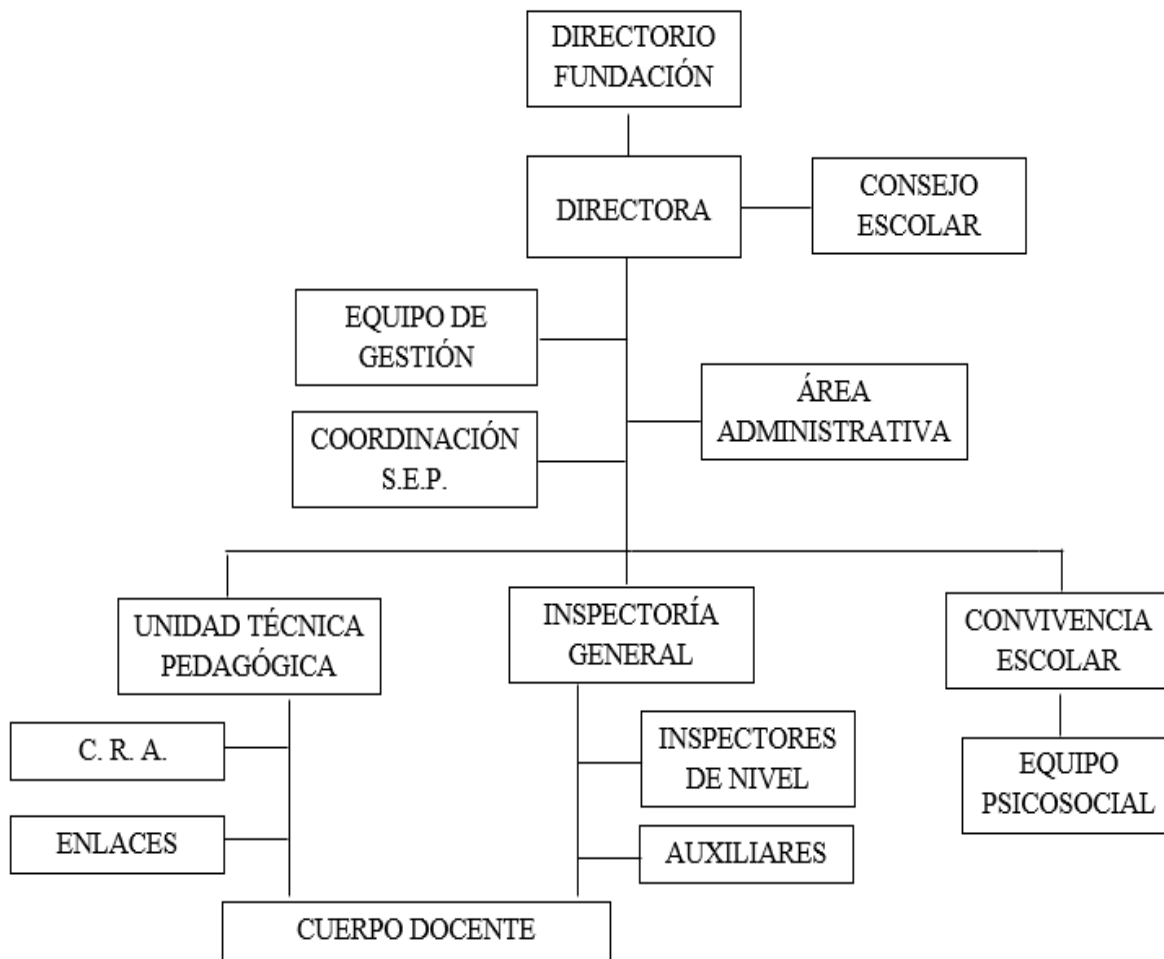 DIRECTORIO
FUNDACIÓN
DIRECTORA
CONSEJO
ESCOLAR
EQUIPO DE
GESTIÓN
ÁREA
ADMINISTRATIVA
COORDINACIÓN
S.E.P.
UNIDAD TÉCNICA
PEDAGÓGICA
INSPECTORÍA
GENERAL
CONVIVENCIA
ESCOLAR
C. R. A.
INSPECTORES
DE NIVEL
EQUIPO
PSICOSOCIAL
ENLACES
AUXILIARES
CUERPO DOCENTE